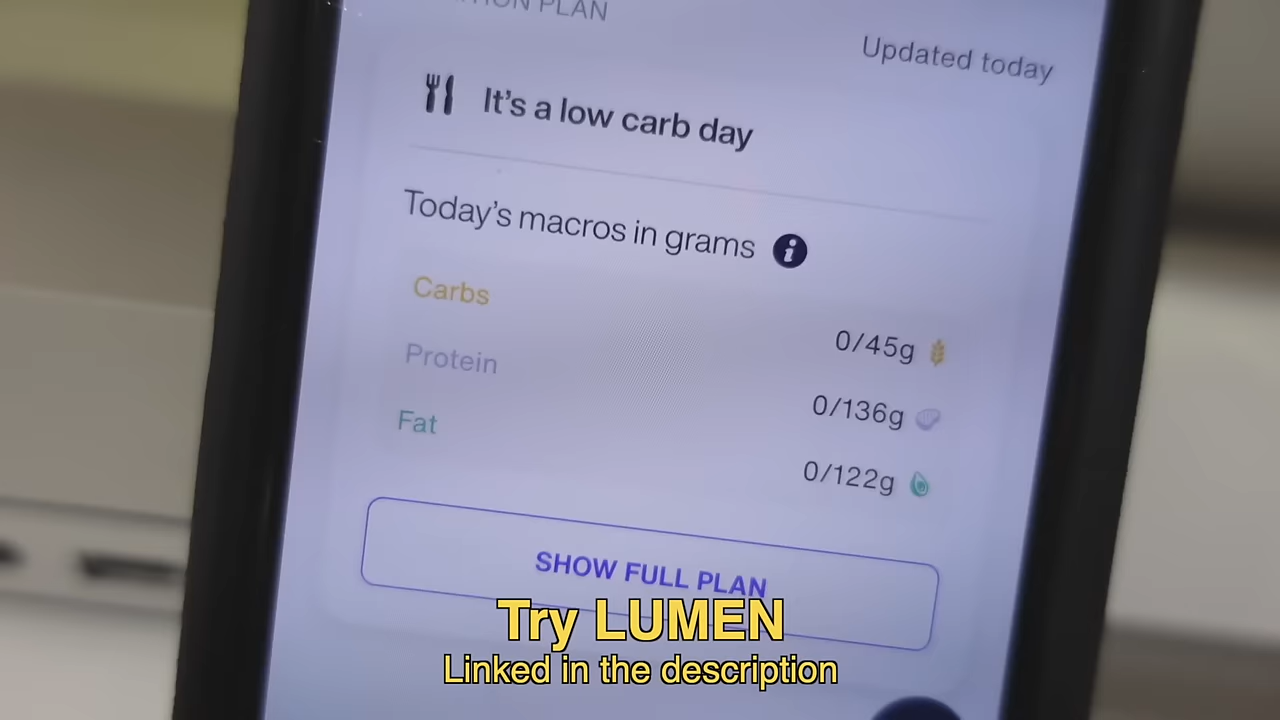 PLAN
Updated today
It's a low carb day
Today's macros in grams i
Carbs
0/45g
Protein
0/136g
Fat
0/122g
SHOW FULL PLAN
Try LUMEN
Linked in the description